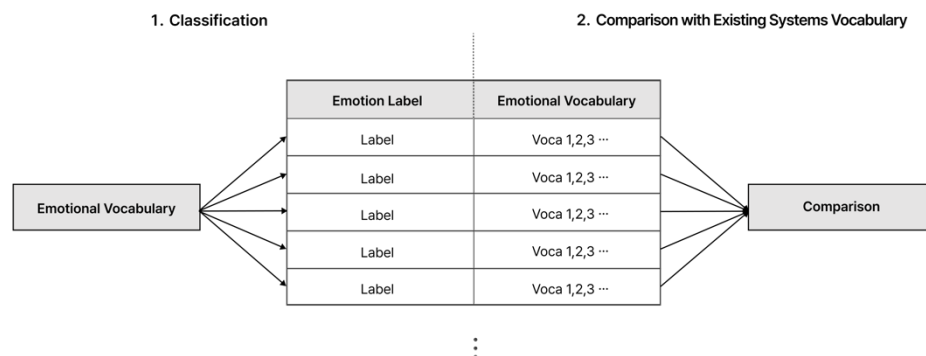 1. Classification
2. Comparison with Existing Systems Vocabulary
Emotion Label
Emotional Vocabulary
Label
Voca 1,2,3 ···
Label
Voca 1,2,3 ···
Emotional Vocabulary
Label
Voca 1,2,3 ···
Comparison
Label
Voca 1,2,3 ···
Label
Voca 1,2,3 ···